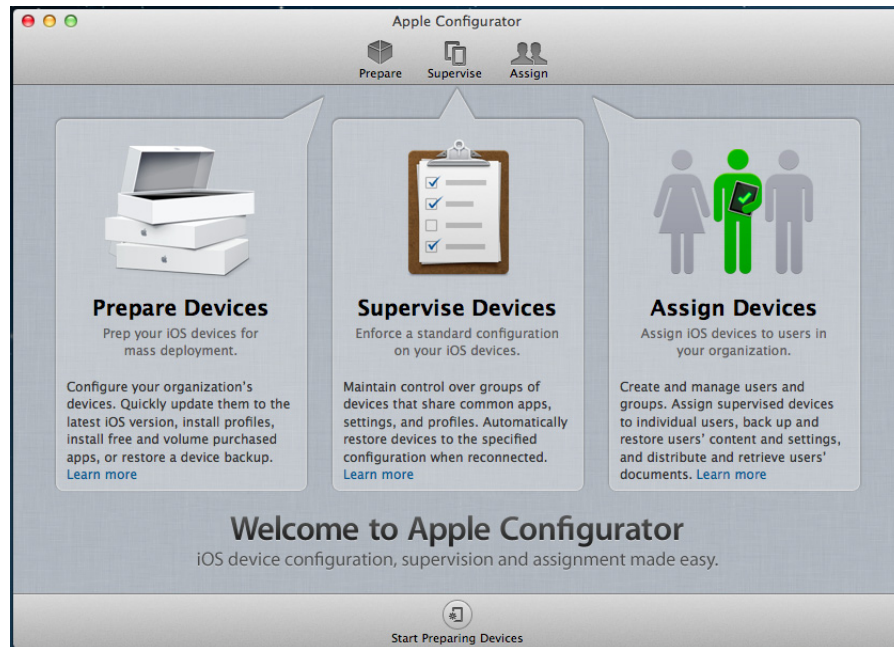 Apple Configurator
Prepare
Supervise
Assign
Prepare Devices
Prep your iOS devices for
mass deployment.
Configure your organization's
devices. Quickly update them to the
latest iOS version, install profiles,
install free and volume purchased
apps, or restore a device backup.
Learn more
Supervise Devices
Enforce a standard configuration
on your iOS devices.
Maintain control over groups of
devices that share common apps,
settings, and profiles. Automatically
restore devices to the specified
configuration when reconnected.
Learn more
Assign Devices
Assign iOS devices to users in
your organization.
Create and manage users and
groups. Assign supervised devices
to individual users, back up and
restore users' content and settings,
and distribute and retrieve users'
documents. Learn more
Welcome to Apple Configurator
iOS device configuration, supervision and assignment made easy.
Start Preparing Devices